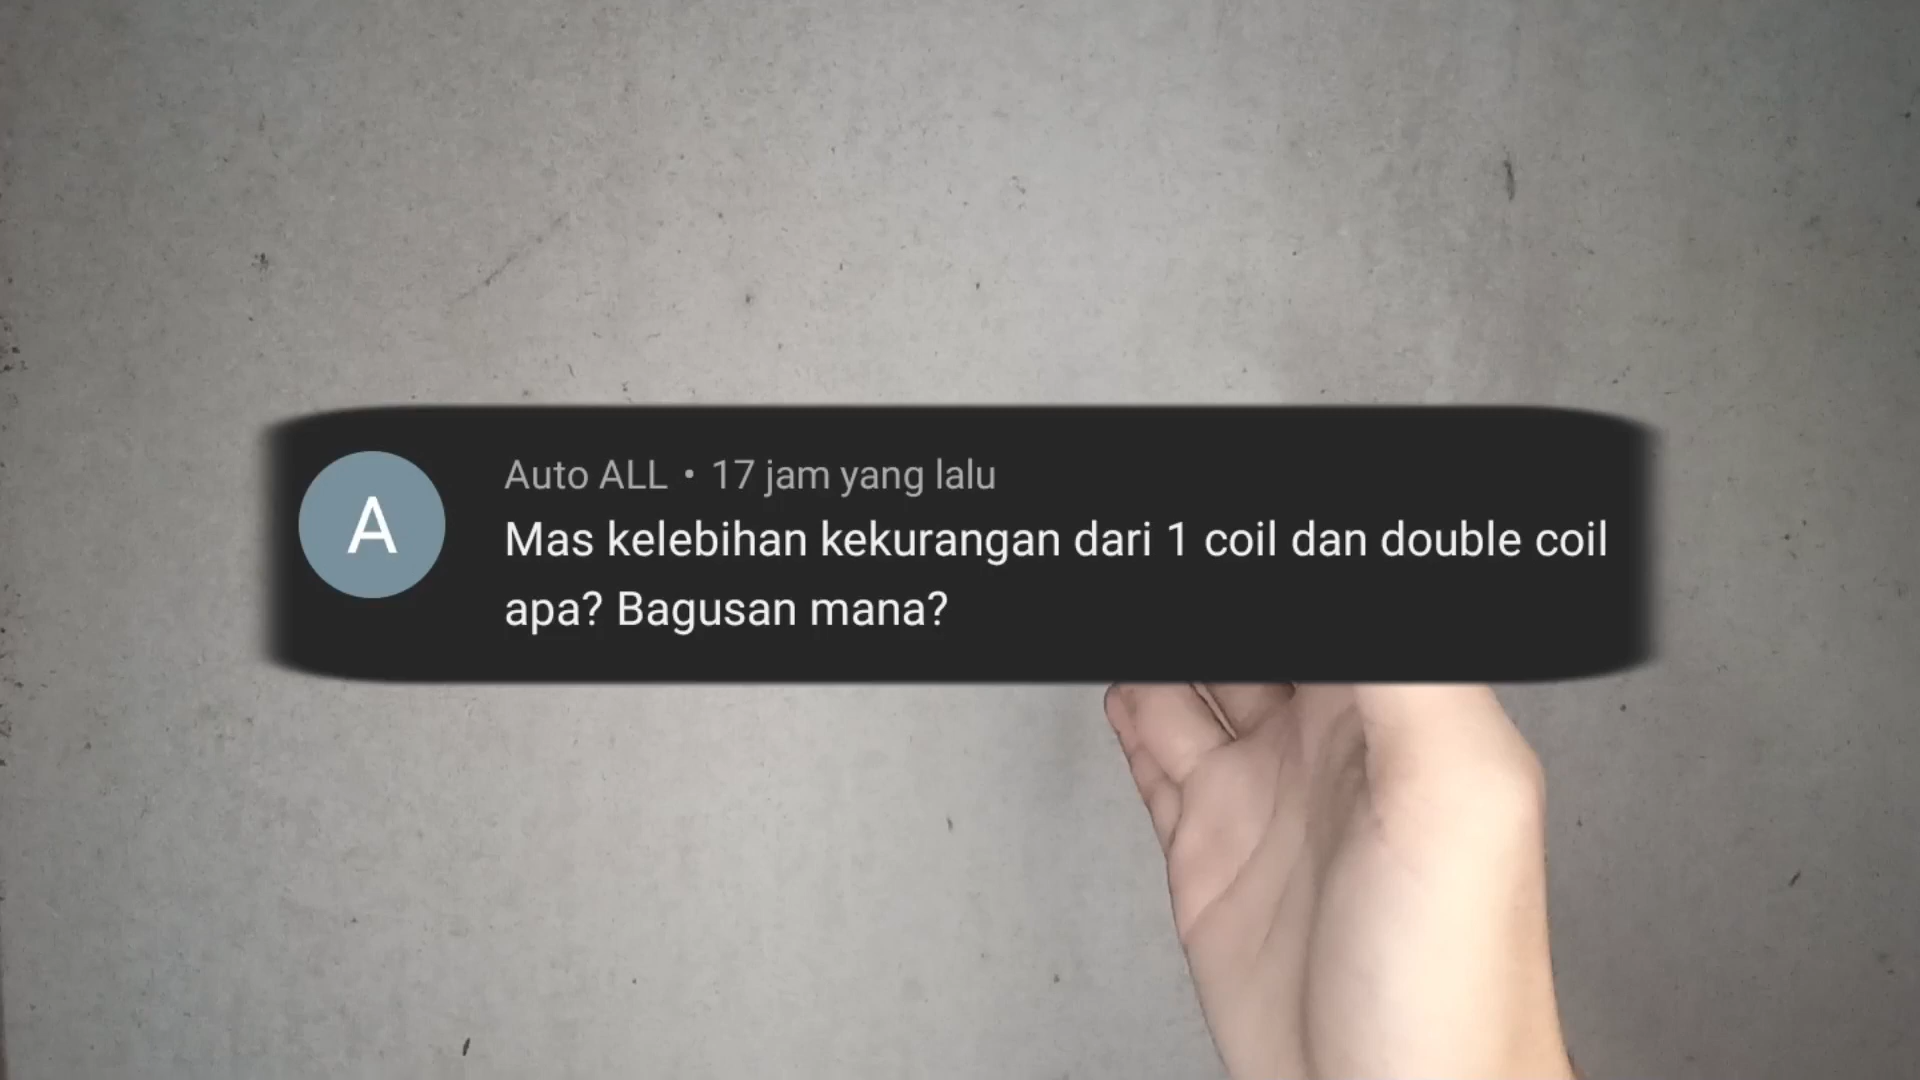 A
Auto ALL • 17 jam yang lalu
Mas kelebihan kekurangan dari 1 coil dan double coil
apa? Bagusan mana?